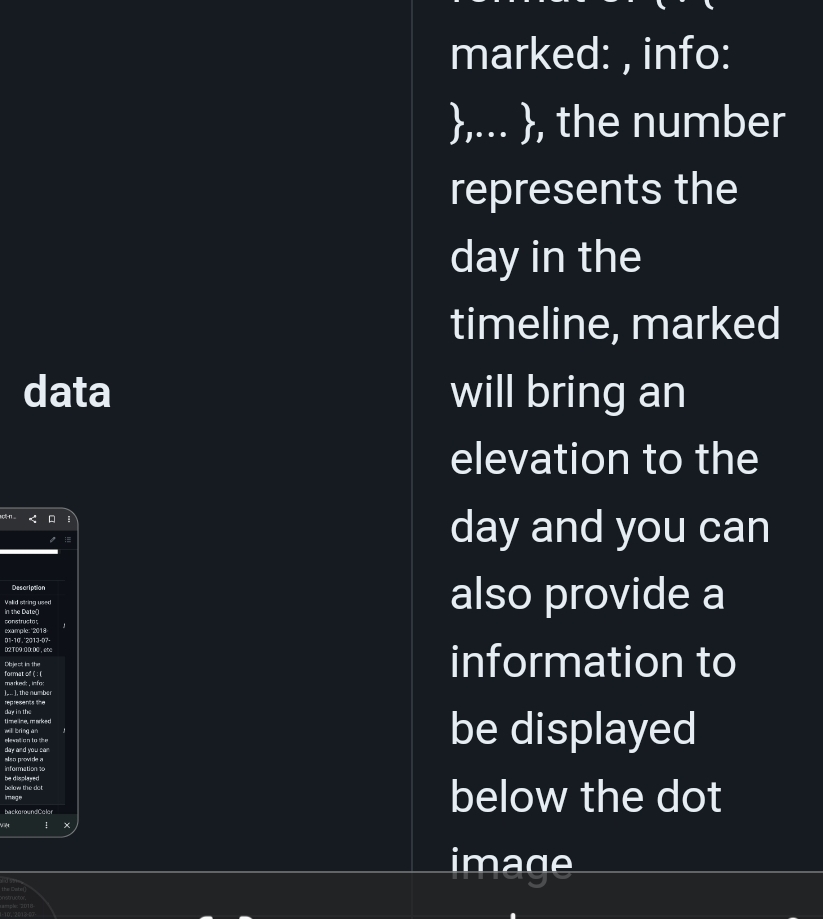 format of { : {
marked: , info:
},... }, the number
represents the
day in the
timeline, marked
will bring an
data
elevation to the
day and you can
also provide a
information to
be displayed
below the dot
image
Description
Valid string used
in the Date()
constructor,
example: '2018-
01-10', '2013-07-
02T09:00:00', etc
Object in the
format of { : {
marked: , info:
},... }, the number
represents the
day in the
timeline, marked
will bring an
elevation to the
day and you can
also provide a
information to
be displayed
below the dot
image
backgroundColor